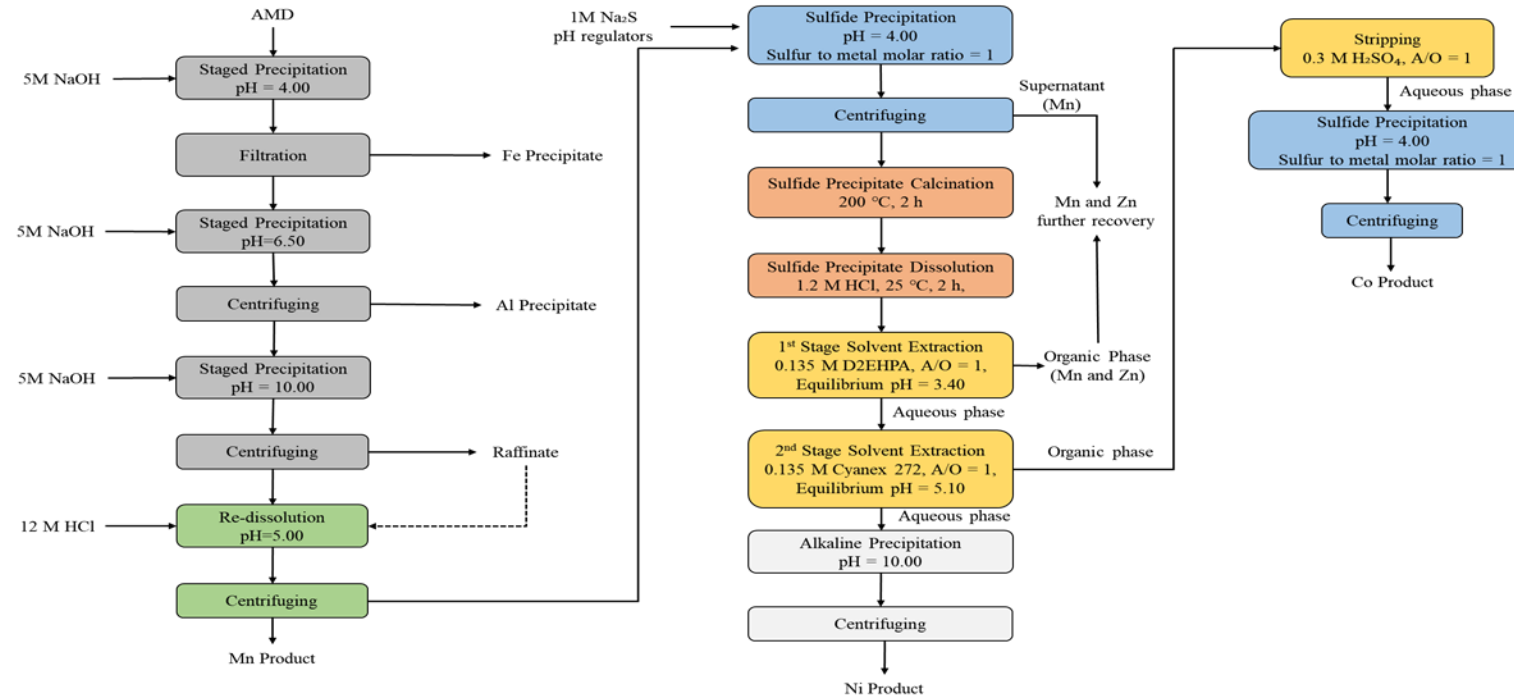 AMD
5M NaOH
Staged Precipitation
pH = 4.00
Filtration
Fe Precipitate
5M NaOH
Staged Precipitation
pH=6.50
Centrifuging
Al Precipitate
5M NaOH
Staged Precipitation
pH = 10.00
Centrifuging
Raffinate
12 M HCl
Re-dissolution
pH=5.00
Centrifuging
Mn Product
1M Na₂S
pH regulators
Sulfide Precipitation
pH = 4.00
Sulfur to metal molar ratio = 1
Centrifuging
Supernatant
(Mn)
Sulfide Precipitate Calcination
200 °C, 2 h
Mn and Zn
further recovery
Sulfide Precipitate Dissolution
1.2 M HCl, 25 °C, 2 h,
1st Stage Solvent Extraction
0.135 M D2EHPA, A/O = 1,
Equilibrium pH = 3.40
Organic Phase
(Mn and Zn)
Aqueous phase
2nd Stage Solvent Extraction
0.135 M Cyanex 272, A/O = 1,
Equilibrium pH = 5.10
Organic phase
Aqueous phase
Alkaline Precipitation
pH = 10.00
Centrifuging
Ni Product
Stripping
0.3 M H₂SO₄, A/O = 1
Aqueous phase
Sulfide Precipitation
pH = 4.00
Sulfur to metal molar ratio = 1
Centrifuging
Co Product